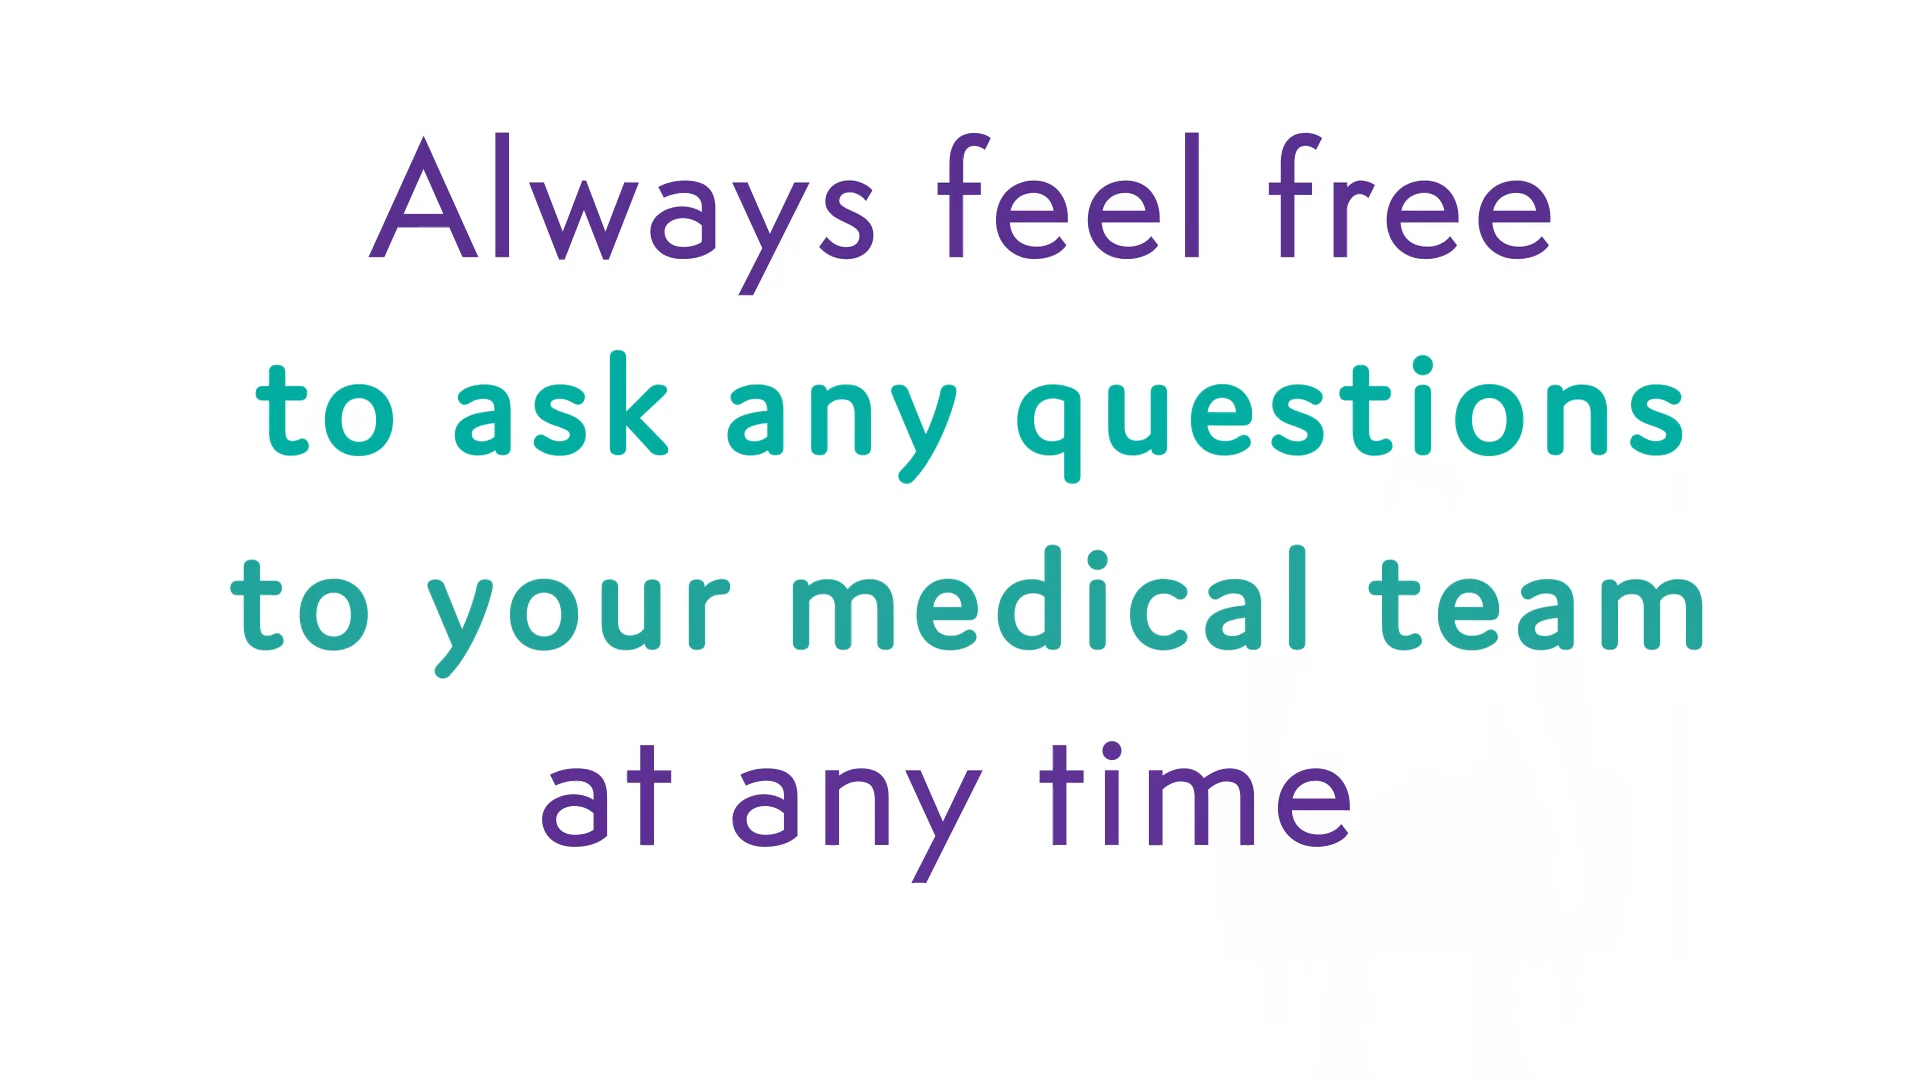 Always feel free
to ask any questions
to your medical team
at any time